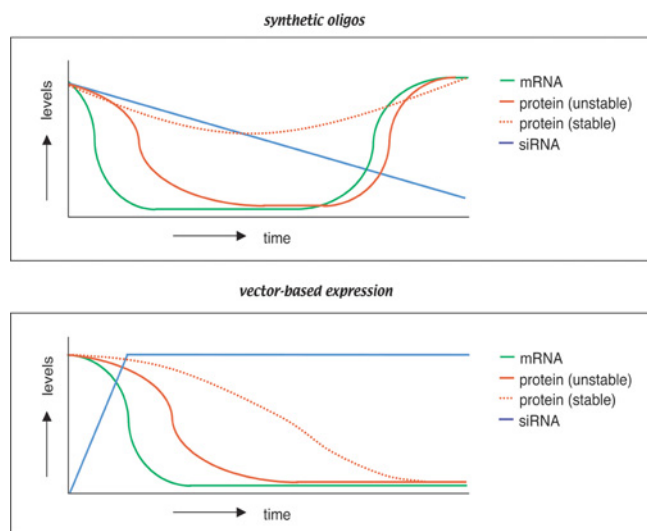 synthetic oligos
levels
time
mRNA
protein (unstable)
protein (stable)
siRNA
vector-based expression
levels
time
mRNA
protein (unstable)
protein (stable)
siRNA